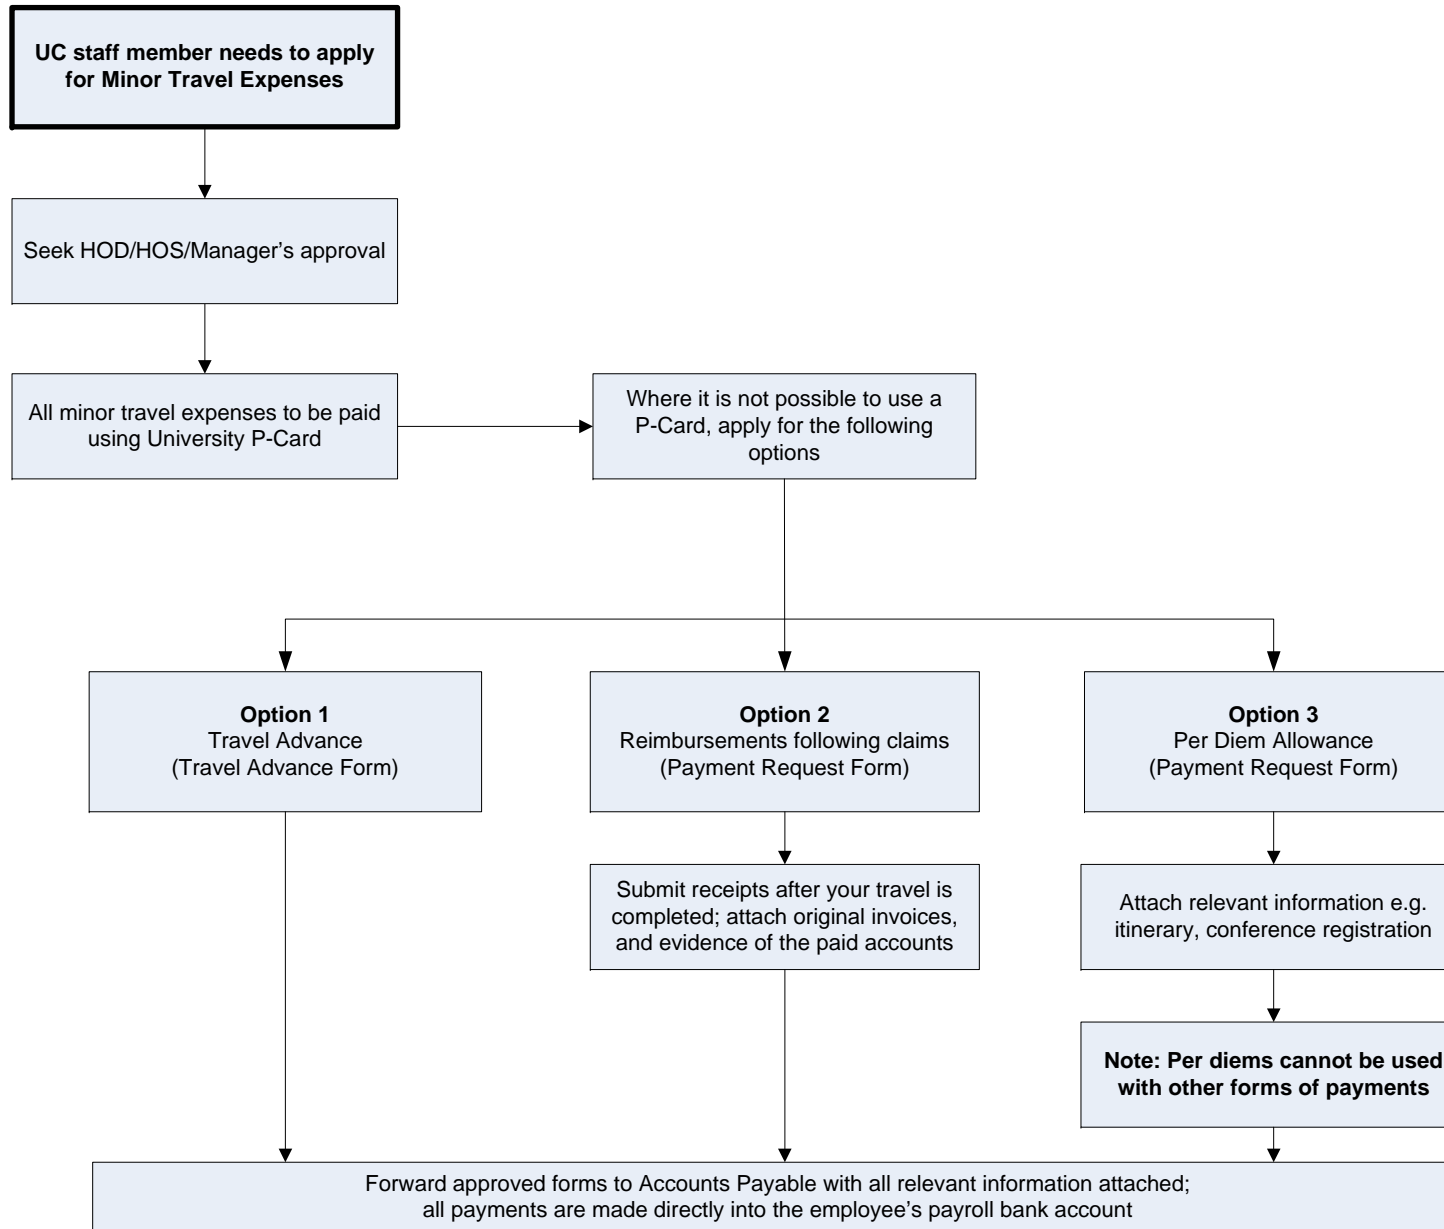 UC staff member needs to apply
for Minor Travel Expenses
Seek HOD/HOS/Manager’s approval
All minor travel expenses to be paid
using University P-Card
Where it is not possible to use a
P-Card, apply for the following
options
Option 1
Travel Advance
(Travel Advance Form)
Option 2
Reimbursements following claims
(Payment Request Form)
Option 3
Per Diem Allowance
(Payment Request Form)
Submit receipts after your travel is
completed; attach original invoices,
and evidence of the paid accounts
Attach relevant information e.g.
itinerary, conference registration
Note: Per diems cannot be used
with other forms of payments
Forward approved forms to Accounts Payable with all relevant information attached;
all payments are made directly into the employee’s payroll bank account